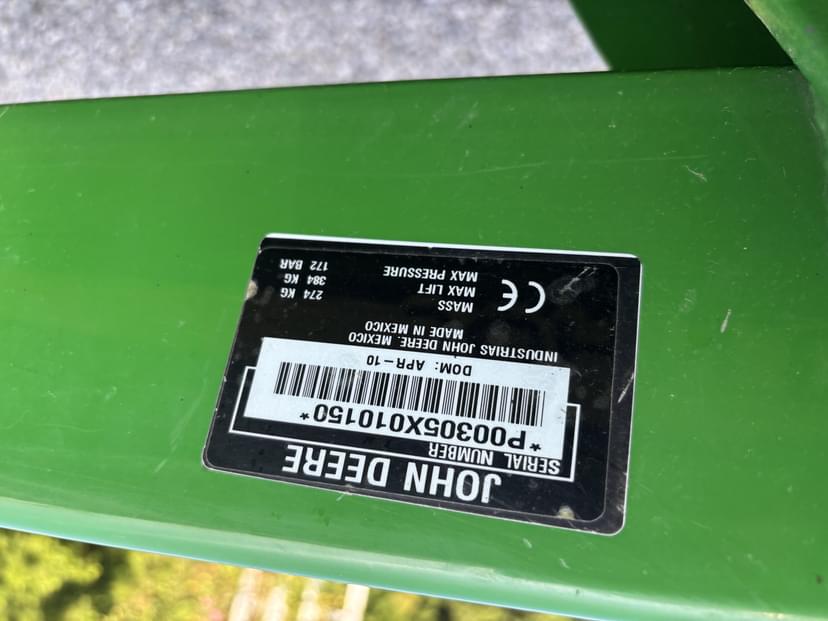 JOHN DEERE
SERIAL NUMBER
*P00305X010150*
DOM: APR-10
INDUSTRIAS JOHN DEERE, MEXICO
MADE IN MEXICO
CE
MASS 274 KG
MAX LIFT 384 KG
MAX PRESSURE 172 BAR